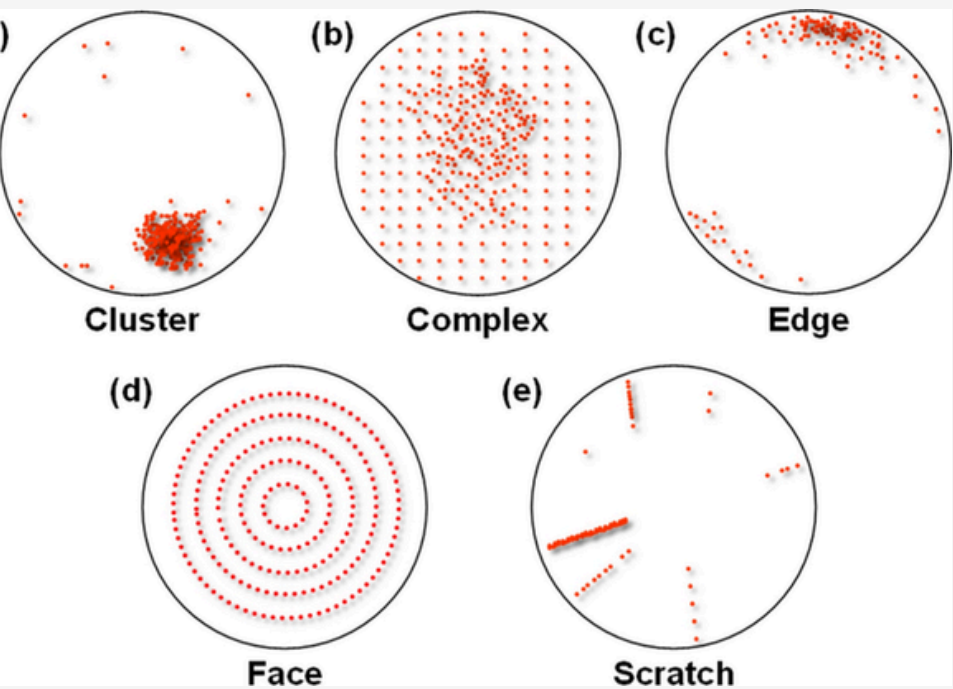 )
(b)
(c)
Cluster
Complex
Edge
(d)
(e)
Face
Scratch